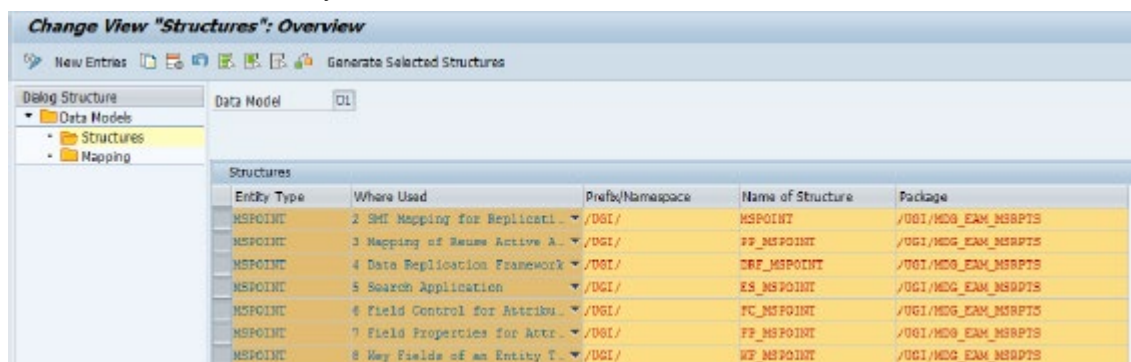 Change View "Structures": Overview
New Entries Generate Selected Structures
Dialog Structure
Data Model
Data Models
Structures
Mapping
Structures
Entity Type Where Used Prefix/Namespace Name of Structure Package
MSPOINT 2 SMT Mapping for Replicati.. /UGI/ MSPOINT /UGI/MDG_EAM_MSRPTS
MSPOINT 3 Mapping of Reuse Active A.. /UGI/ PP_MSPOINT /UGI/MDG_EAM_MSRPTS
MSPOINT 4 Data Replication Framework /UGI/ DRF_MSPOINT /UGI/MDG_EAM_MSRPTS
MSPOINT 5 Search Application /UGI/ ES_MSPOINT /UGI/MDG_EAM_MSRPTS
MSPOINT 6 Field Control for Attribu.. /UGI/ FC_MSPOINT /UGI/MDG_EAM_MSRPTS
MSPOINT 7 Field Properties for Attr.. /UGI/ FP_MSPOINT /UGI/MDG_EAM_MSRPTS
MSPOINT 8 Key Fields of an Entity T.. /UGI/ /UGI/MDG_EAM_MSRPTS